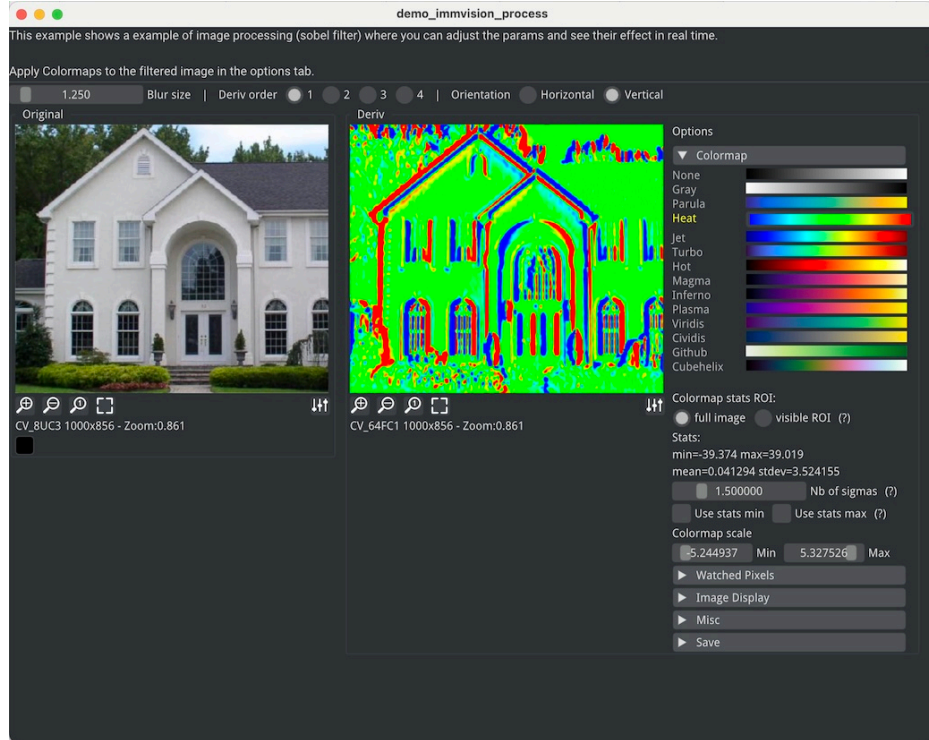 demo_immvision_process
This example shows a example of image processing (sobel filter) where you can adjust the params and see their effect in real time.
Apply Colormaps to the filtered image in the options tab.
1.250 Blur size | Deriv order 1 2 3 4 | Orientation Horizontal Vertical
Original
Deriv
CV_8UC3 1000x856 - Zoom:0.861
CV_64FC1 1000x856 - Zoom:0.861
Options
Colormap
None
Gray
Parula
Heat
Jet
Turbo
Hot
Magma
Inferno
Plasma
Viridis
Cividis
Github
Cubehelix
Colormap stats ROI:
full image visible ROI (?)
Stats:
min=-39.374 max=39.019
mean=0.041294 stdev=3.524155
1.500000 Nb of sigmas (?)
Use stats min Use stats max (?)
Colormap scale
-5.244937 Min 5.327526 Max
Watched Pixels
Image Display
Misc
Save